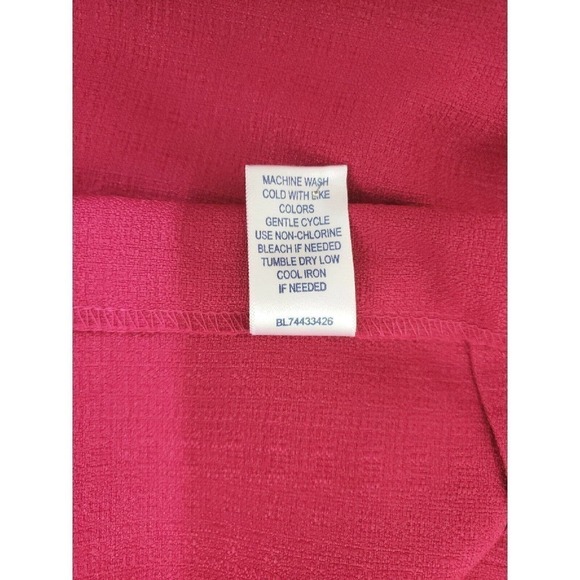 MACHINE WASH
COLD WITH LIKE
COLORS
GENTLE CYCLE
USE NON-CHLORINE
BLEACH IF NEEDED
TUMBLE DRY LOW
COOL IRON
IF NEEDED
BL74433426